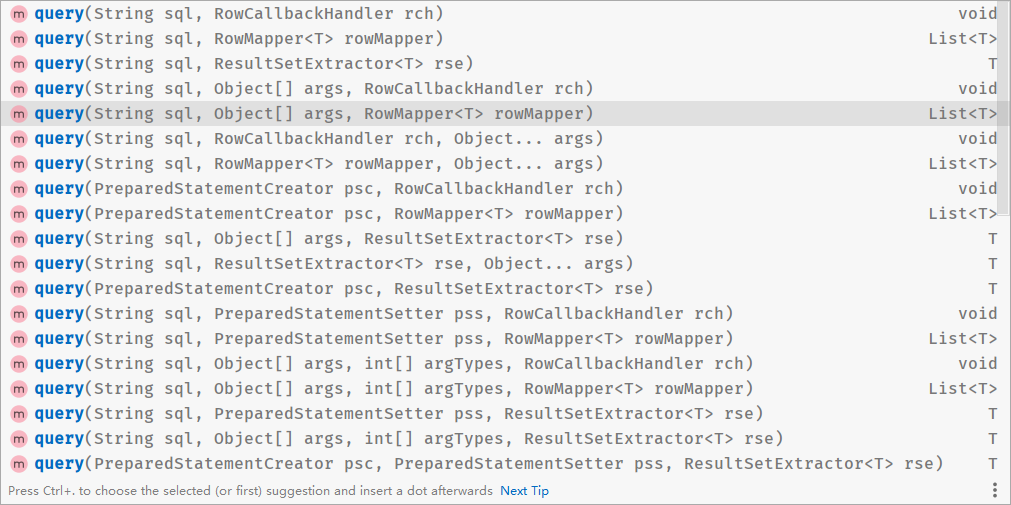 m query(String sql, RowCallbackHandler rch) void
m query(String sql, RowMapper<T> rowMapper) List<T>
m query(String sql, ResultSetExtractor<T> rse) T
m query(String sql, Object[] args, RowCallbackHandler rch) void
m query(String sql, Object[] args, RowMapper<T> rowMapper) List<T>
m query(String sql, RowCallbackHandler rch, Object... args) void
m query(String sql, RowMapper<T> rowMapper, Object... args) List<T>
m query(PreparedStatementCreator psc, RowCallbackHandler rch) void
m query(PreparedStatementCreator psc, RowMapper<T> rowMapper) List<T>
m query(String sql, Object[] args, ResultSetExtractor<T> rse) T
m query(String sql, ResultSetExtractor<T> rse, Object... args) T
m query(PreparedStatementCreator psc, ResultSetExtractor<T> rse) T
m query(String sql, PreparedStatementSetter pss, RowCallbackHandler rch) void
m query(String sql, PreparedStatementSetter pss, RowMapper<T> rowMapper) List<T>
m query(String sql, Object[] args, int[] argTypes, RowCallbackHandler rch) void
m query(String sql, Object[] args, int[] argTypes, RowMapper<T> rowMapper) List<T>
m query(String sql, PreparedStatementSetter pss, ResultSetExtractor<T> rse) T
m query(String sql, Object[] args, int[] argTypes, ResultSetExtractor<T> rse) T
m query(PreparedStatementCreator psc, PreparedStatementSetter pss, ResultSetExtractor<T> rse) T
Press Ctrl+. to choose the selected (or first) suggestion and insert a dot afterwards Next Tip